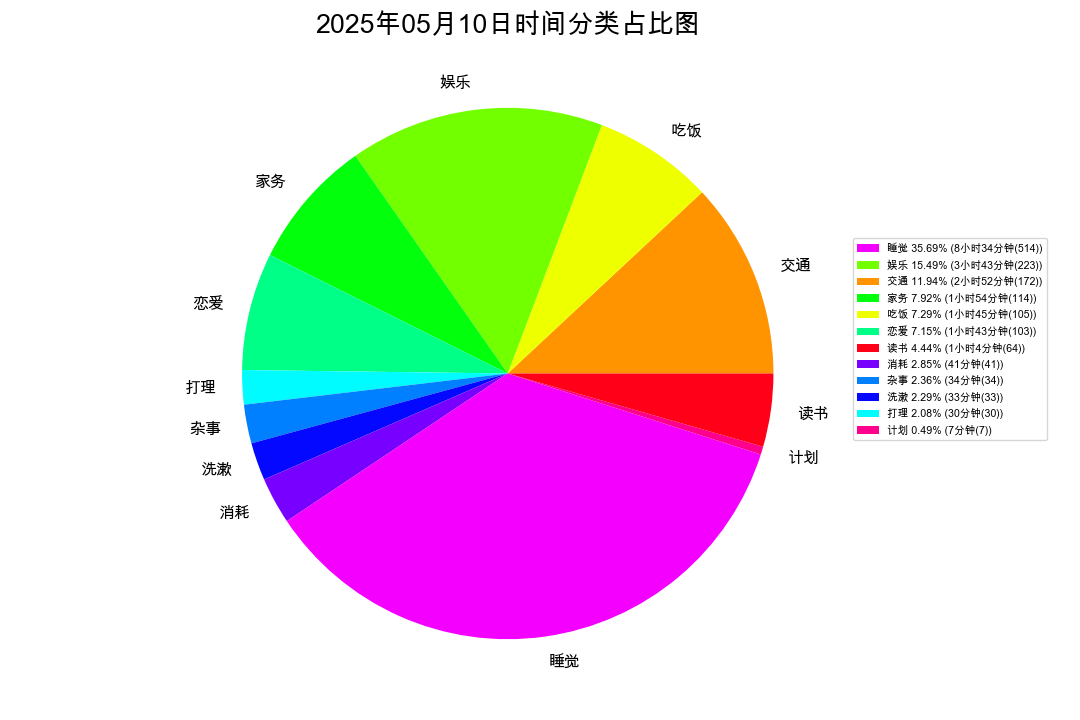 2025年05月10日时间分类占比图
娱乐
吃饭
家务
交通
恋爱
打理
杂事
读书
洗漱
计划
消耗
睡觉
睡觉 35.69% (8小时34分钟(514))
娱乐 15.49% (3小时43分钟(223))
交通 11.94% (2小时52分钟(172))
家务 7.92% (1小时54分钟(114))
吃饭 7.29% (1小时45分钟(105))
恋爱 7.15% (1小时43分钟(103))
读书 4.44% (1小时4分钟(64))
消耗 2.85% (41分钟(41))
杂事 2.36% (34分钟(34))
洗漱 2.29% (33分钟(33))
打理 2.08% (30分钟(30))
计划 0.49% (7分钟(7))